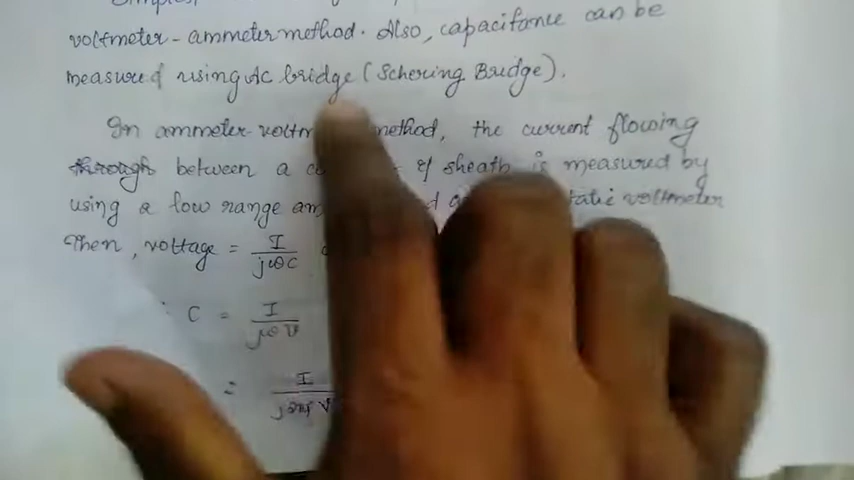 voltmeter-ammeter method. Also, capacitance can be
measured using Ac bridge (Schering Bridge).
In ammeter-voltm method, the current flowing
through between a of sheath is measured by
using a low range am voltmeter
Then, voltage = I / jωC
C = I / jωV
= I / j2πf V